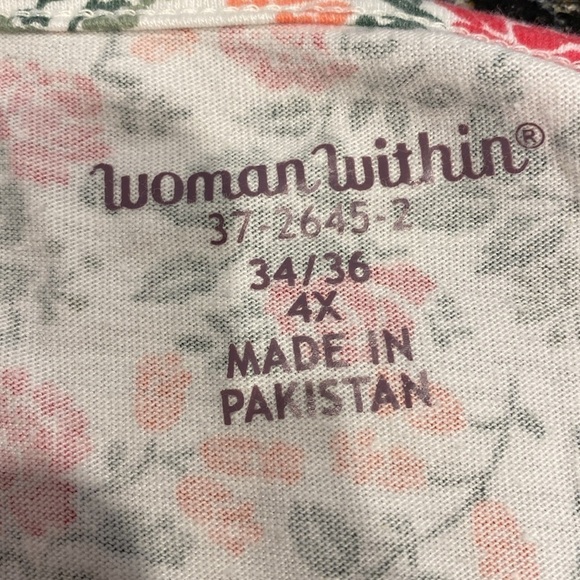 Woman Within®
37-2645-2
34/36
4X
MADE IN
PAKISTAN